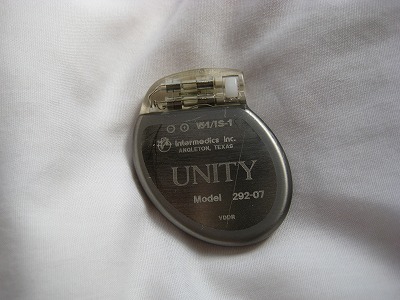 VS-1/IS-1
Intermedics Inc.
ANGLETON, TEXAS
UNITY
Model 292-07
VDDR